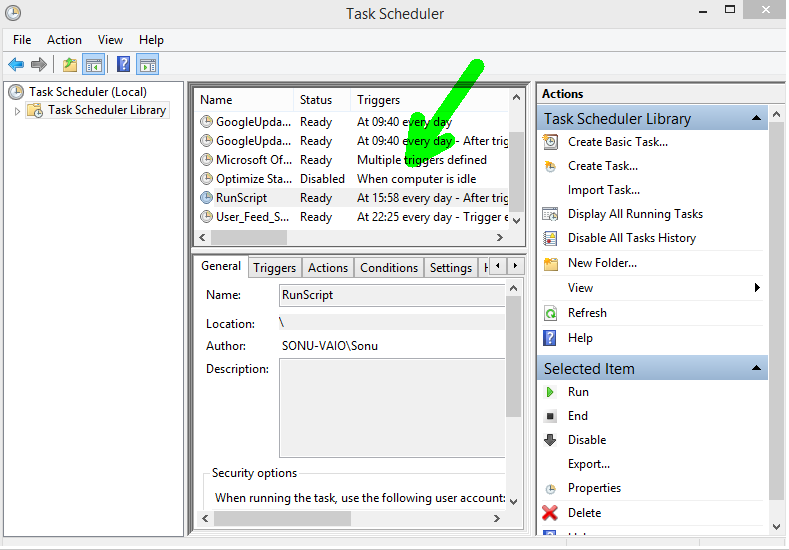 Task Scheduler
File Action View Help
Task Scheduler (Local)
Task Scheduler Library
Name Status Triggers
GoogleUpda... Ready At 09:40 every day
GoogleUpda... Ready At 09:40 every day - After trig
Microsoft Of... Ready Multiple triggers defined
Optimize Sta... Disabled When computer is idle
RunScript Ready At 15:58 every day - After trig
User_Feed_S... Ready At 22:25 every day - Trigger e
General Triggers Actions Conditions Settings
Name: RunScript
Location: \
Author: SONU-VAIO\Sonu
Description:
Security options
When running the task, use the following user account:
Actions
Task Scheduler Library
Create Basic Task...
Create Task...
Import Task...
Display All Running Tasks
Disable All Tasks History
New Folder...
View
Refresh
Help
Selected Item
Run
End
Disable
Export...
Properties
Delete